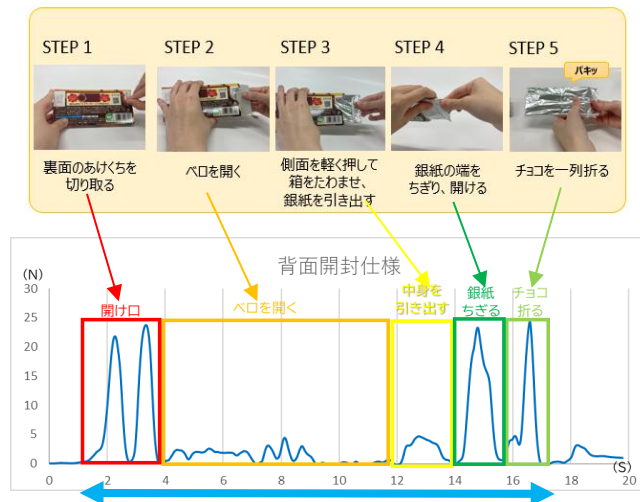 STEP 1
STEP 2
STEP 3
STEP 4
STEP 5
パキッ
裏面のあけくちを
切り取る
ベロを開く
側面を軽く押して
箱をたわませ、
銀紙を引き出す
銀紙の端を
ちぎり、開ける
チョコを一列折る
背面開封仕様
(N)
開け口
ベロを開く
中身を
引き出す
銀紙
ちぎる
チョコ
折る
30
25
20
15
10
5
0
0 2 4 6 8 10 12 14 16 18 20
(S)